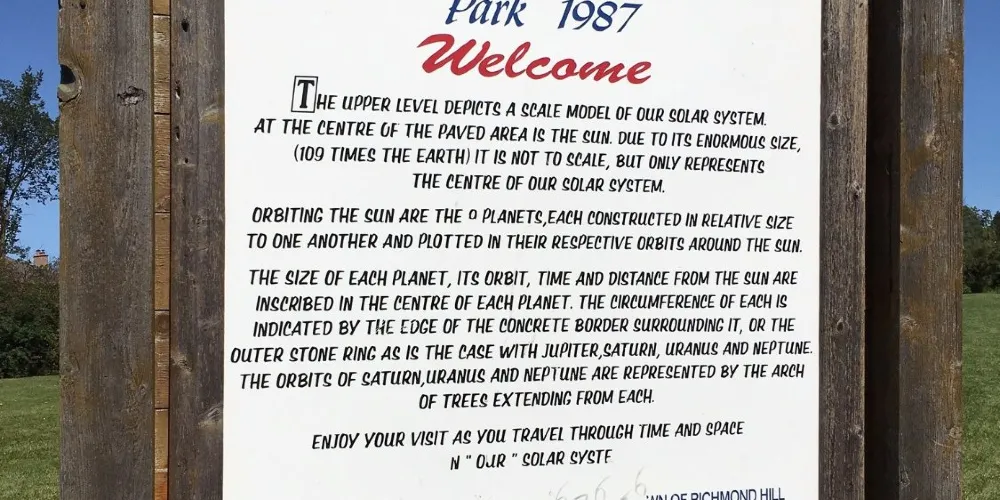 Park 1987
Welcome
THE UPPER LEVEL DEPICTS A SCALE MODEL OF OUR SOLAR SYSTEM.
AT THE CENTRE OF THE PAVED AREA IS THE SUN. DUE TO ITS ENORMOUS SIZE,
(109 TIMES THE EARTH) IT IS NOT TO SCALE, BUT ONLY REPRESENTS
THE CENTRE OF OUR SOLAR SYSTEM.
ORBITING THE SUN ARE THE PLANETS,EACH CONSTRUCTED IN RELATIVE SIZE
TO ONE ANOTHER AND PLOTTED IN THEIR RESPECTIVE ORBITS AROUND THE SUN.
THE SIZE OF EACH PLANET, ITS ORBIT, TIME AND DISTANCE FROM THE SUN ARE
INSCRIBED IN THE CENTRE OF EACH PLANET. THE CIRCUMFERENCE OF EACH IS
INDICATED BY THE EDGE OF THE CONCRETE BORDER SURROUNDING IT, OR THE
OUTER STONE RING AS IS THE CASE WITH JUPITER,SATURN, URANUS AND NEPTUNE.
THE ORBITS OF SATURN,URANUS AND NEPTUNE ARE REPRESENTED BY THE ARCH
OF TREES EXTENDING FROM EACH.
ENJOY YOUR VISIT AS YOU TRAVEL THROUGH TIME AND SPACE
N " OUR " SOLAR SYSTE
WN OF RICHMOND HILL